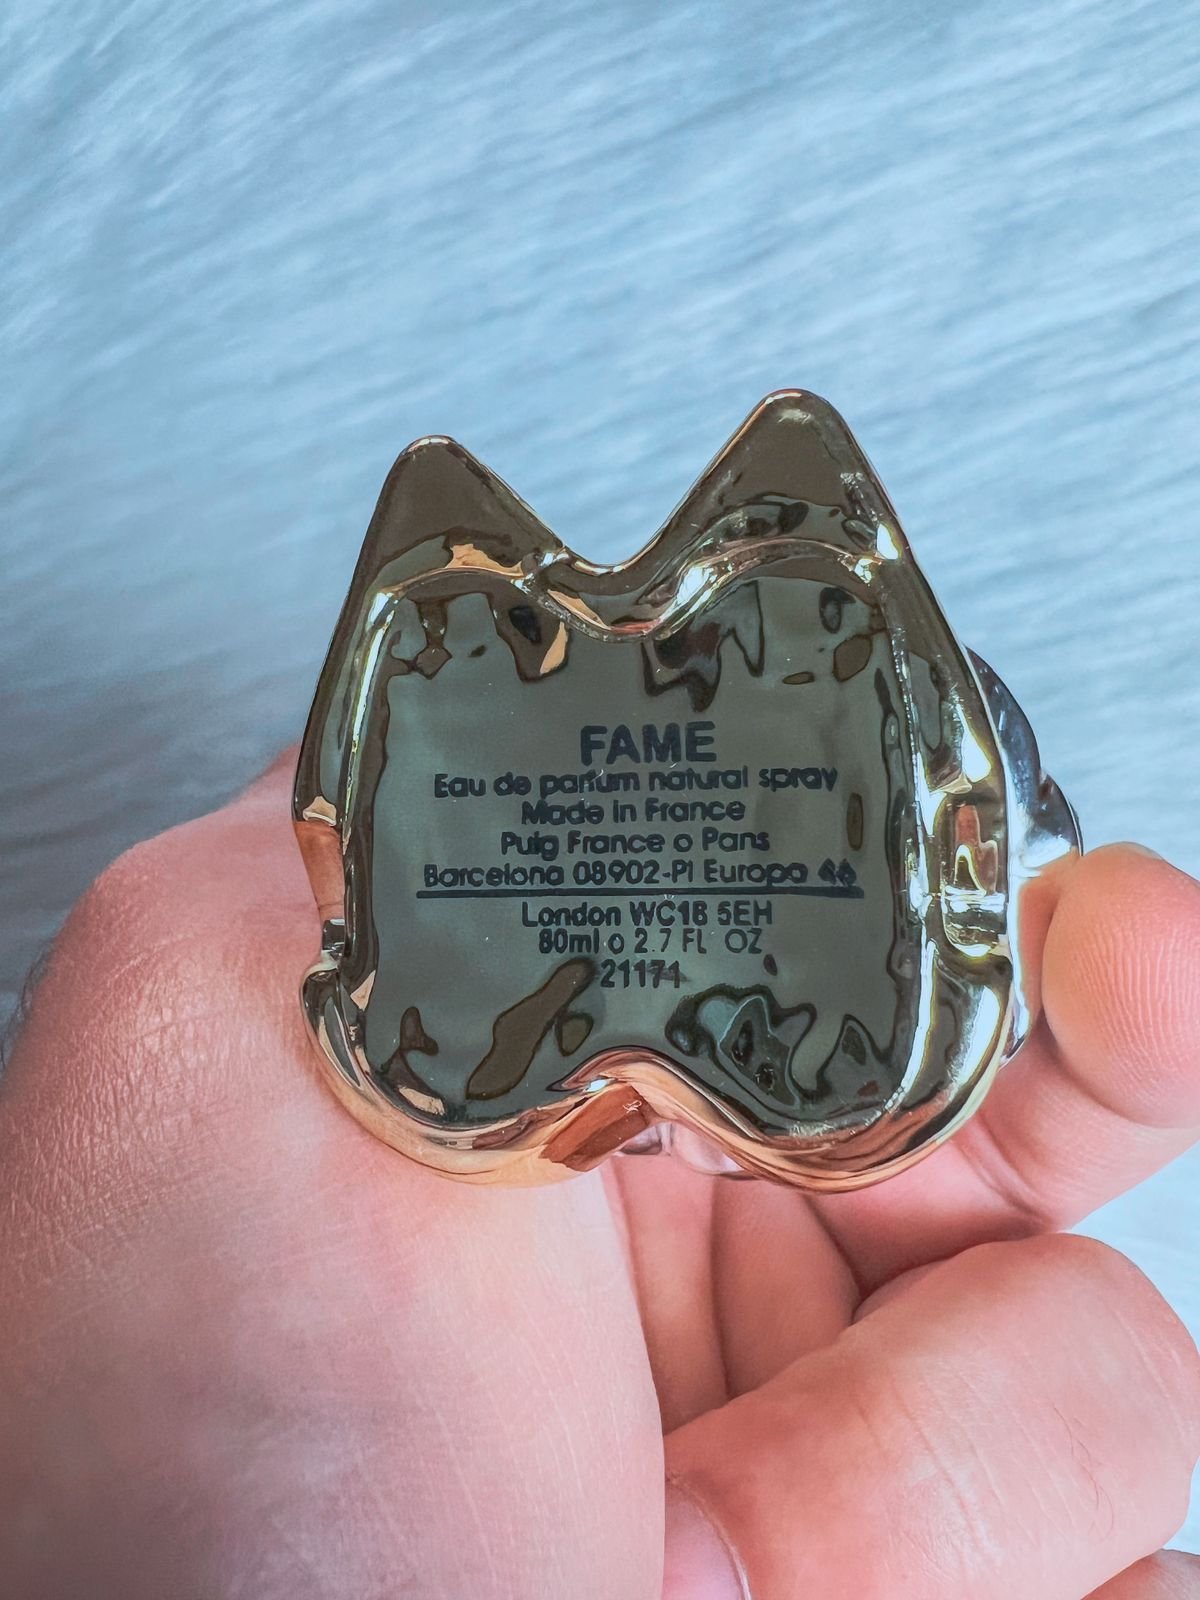 FAME
Eau de parfum natural spray
Made in France
Puig France o Paris
Barcelona 08902-PI Europa 46
London WC1B 5EH
80ml o 2.7 FL OZ
21171